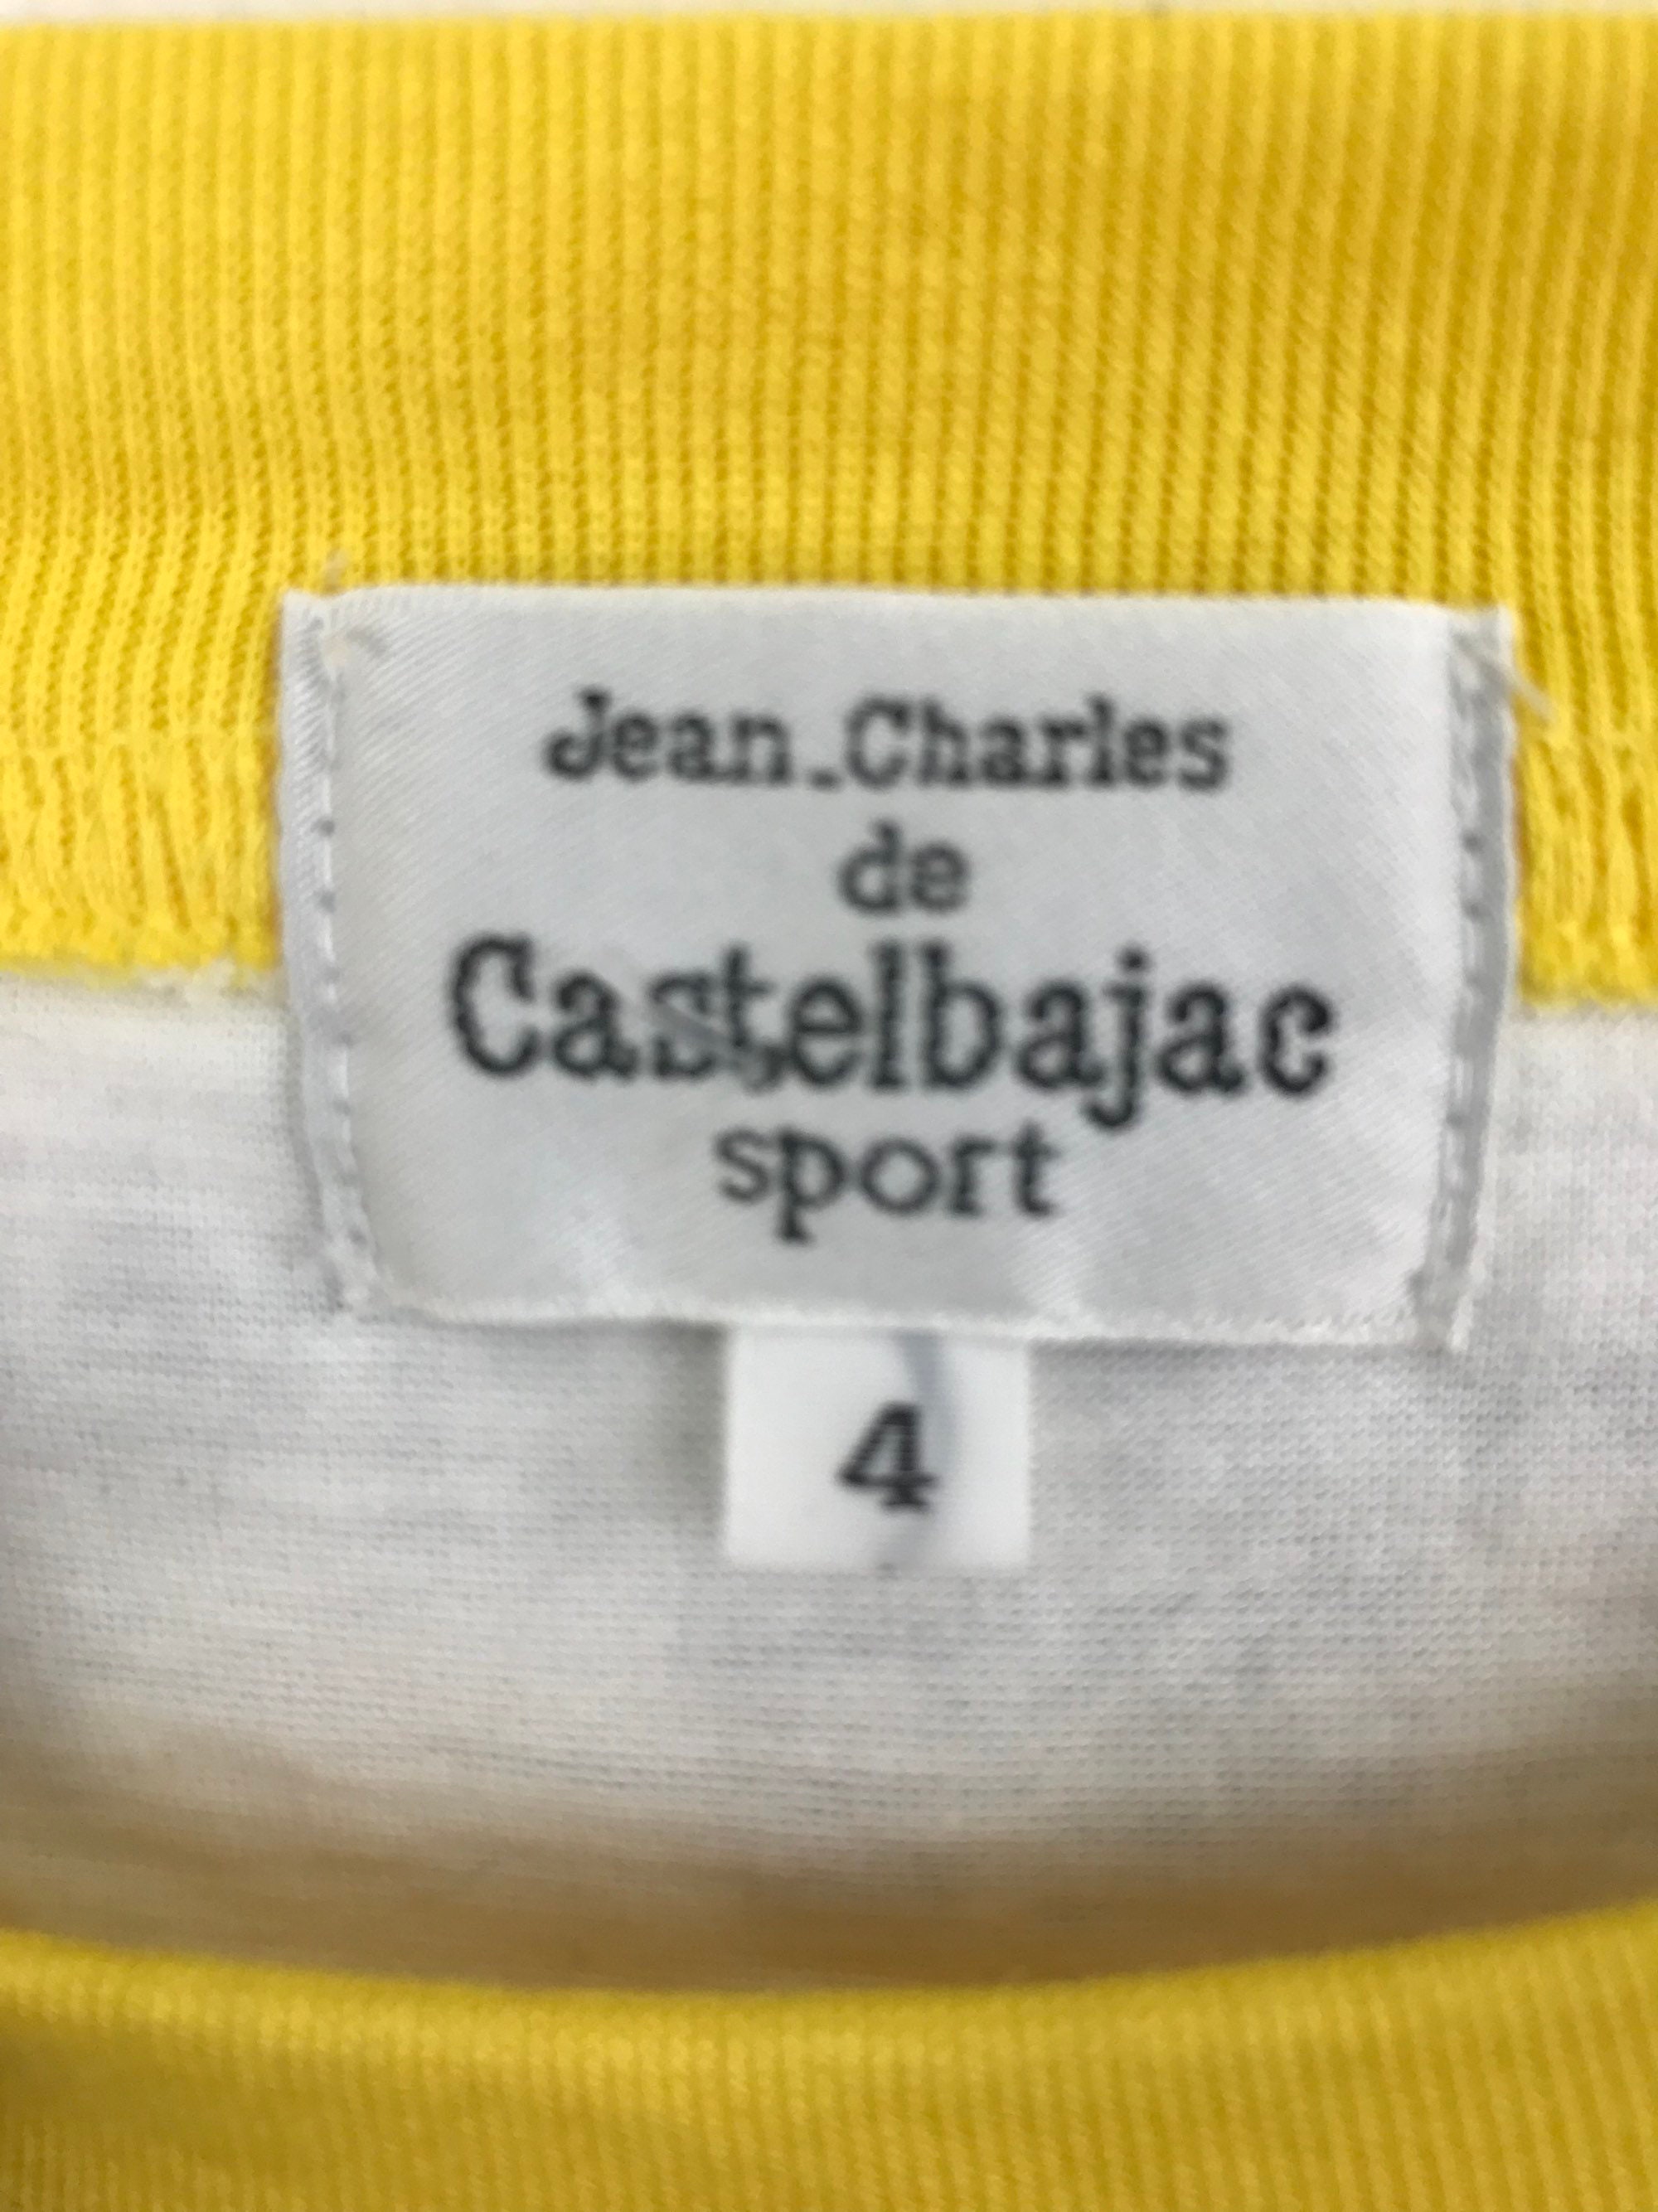 Jean-Charles
de
Castelbajac
sport
4